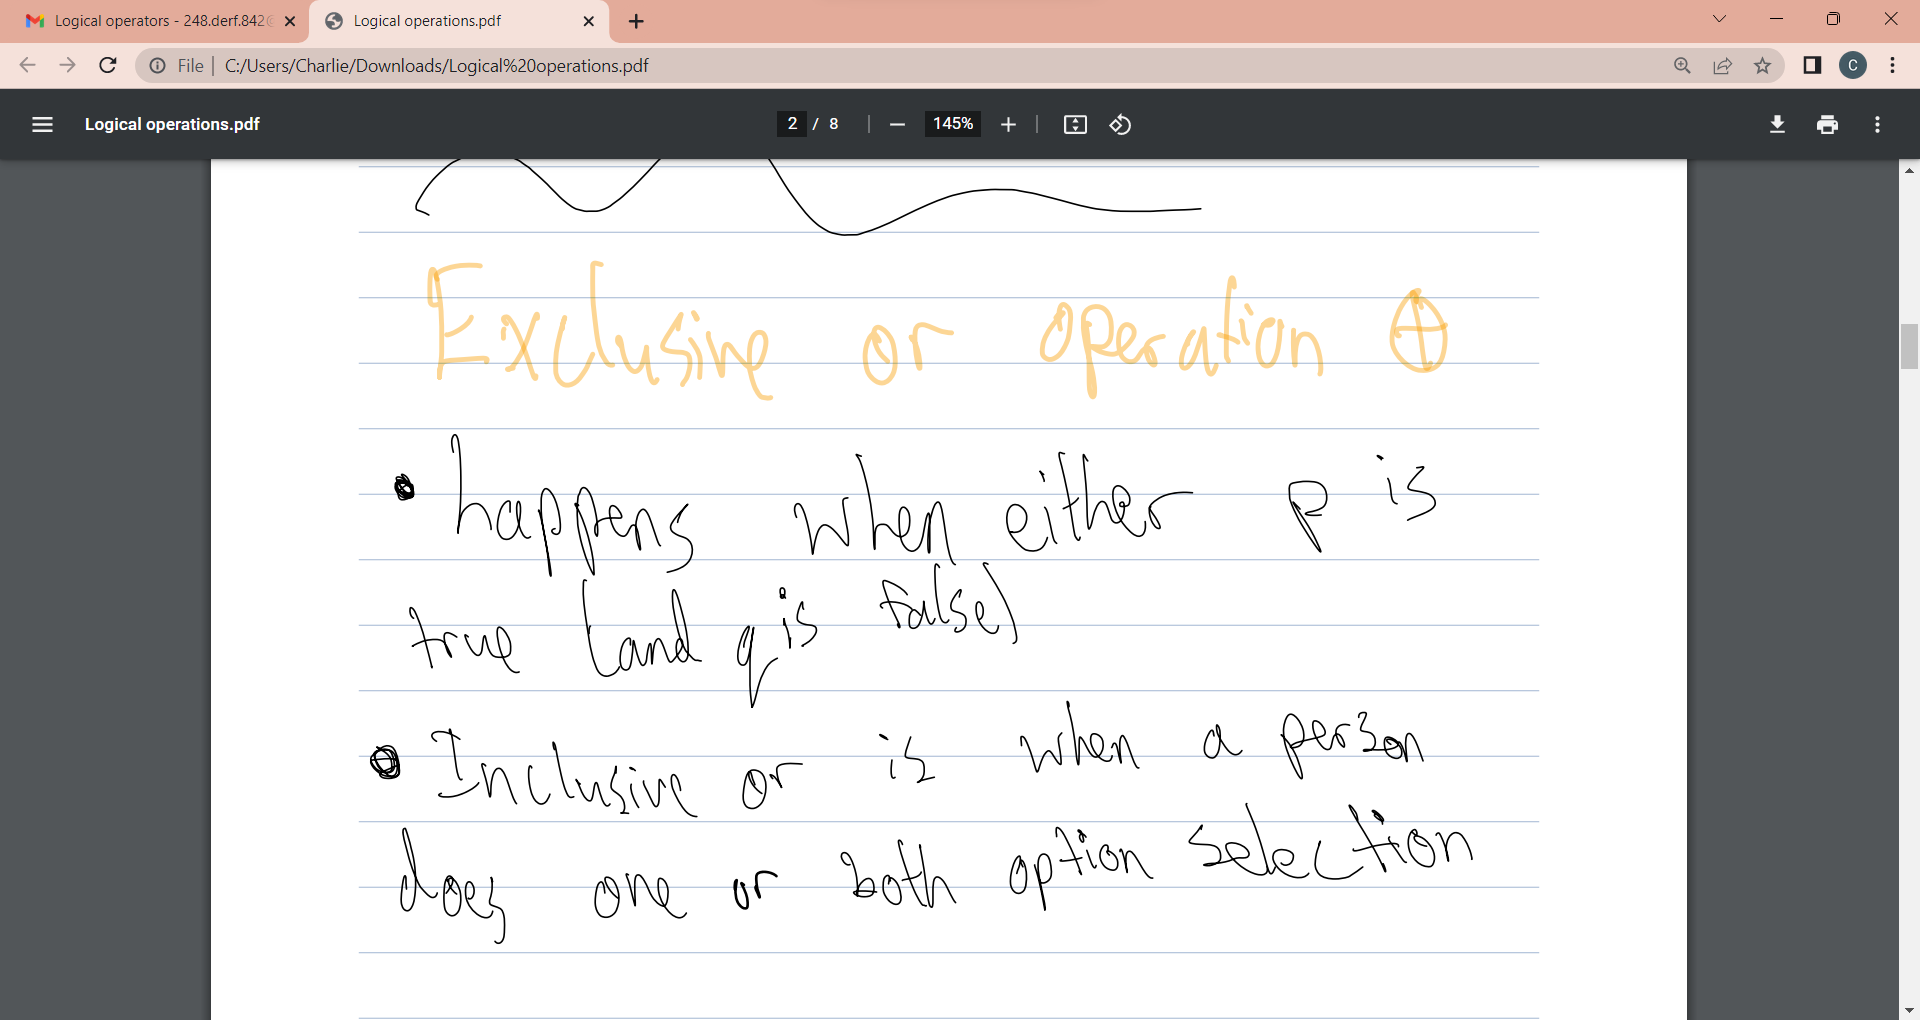 Logical operators - 248.derf.842@
Logical operations.pdf
File | C:/Users/Charlie/Downloads/Logical%20operations.pdf
C
Logical operations.pdf
2 / 8 | — 145% + |
Exclusive or operation ⊕
• happens when either p is
true (and q is false)
• Inclusive or is when a person
does one or both option selection